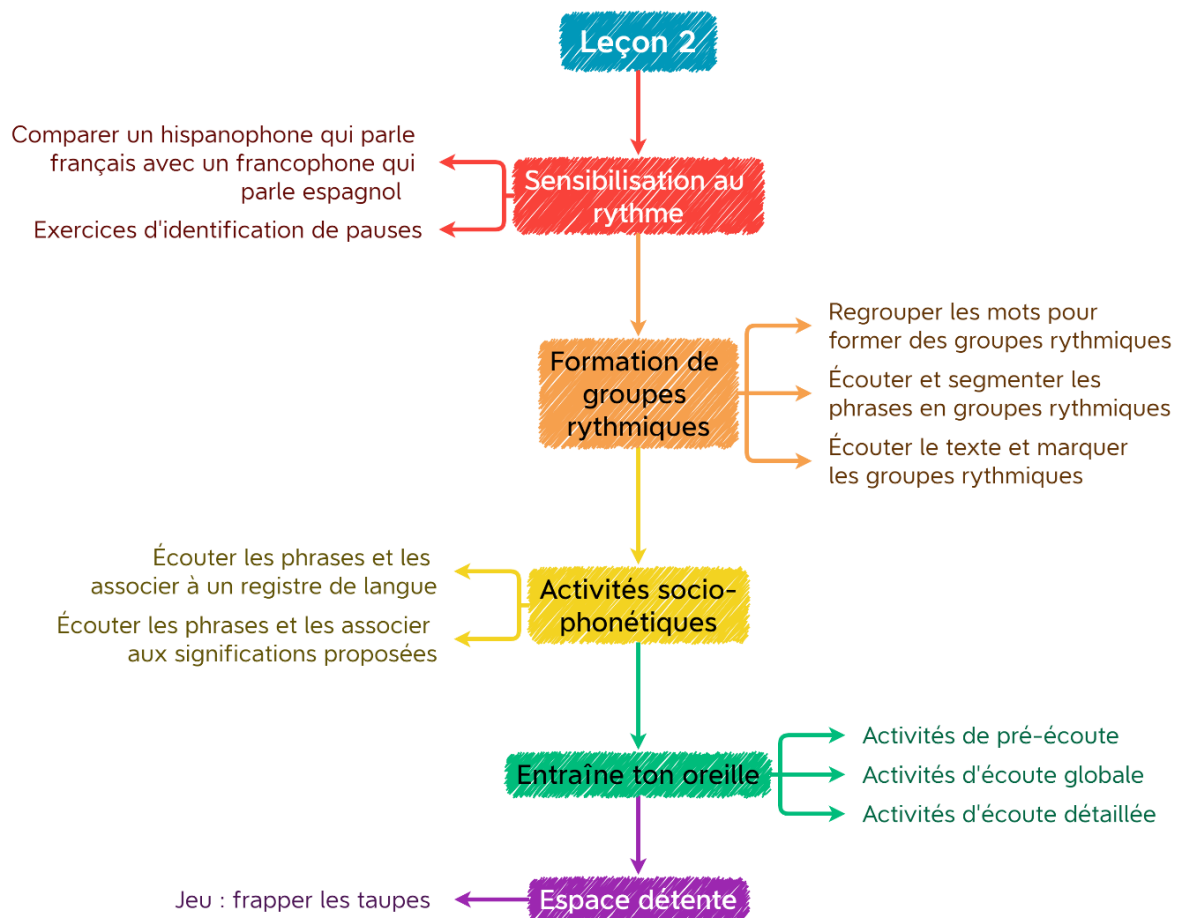 Leçon 2
Comparer un hispanophone qui parle
français avec un francophone qui
parle espagnol
Exercices d'identification de pauses
Sensibilisation au
rythme
Formation de
groupes
rythmiques
Regrouper les mots pour
former des groupes rythmiques
Écouter et segmenter les
phrases en groupes rythmiques
Écouter le texte et marquer
les groupes rythmiques
Écouter les phrases et les
associer à un registre de langue
Écouter les phrases et les associer
aux significations proposées
Activités socio-
phonétiques
Entraîne ton oreille
Activités de pré-écoute
Activités d'écoute globale
Activités d'écoute détaillée
Jeu : frapper les taupes
Espace détente